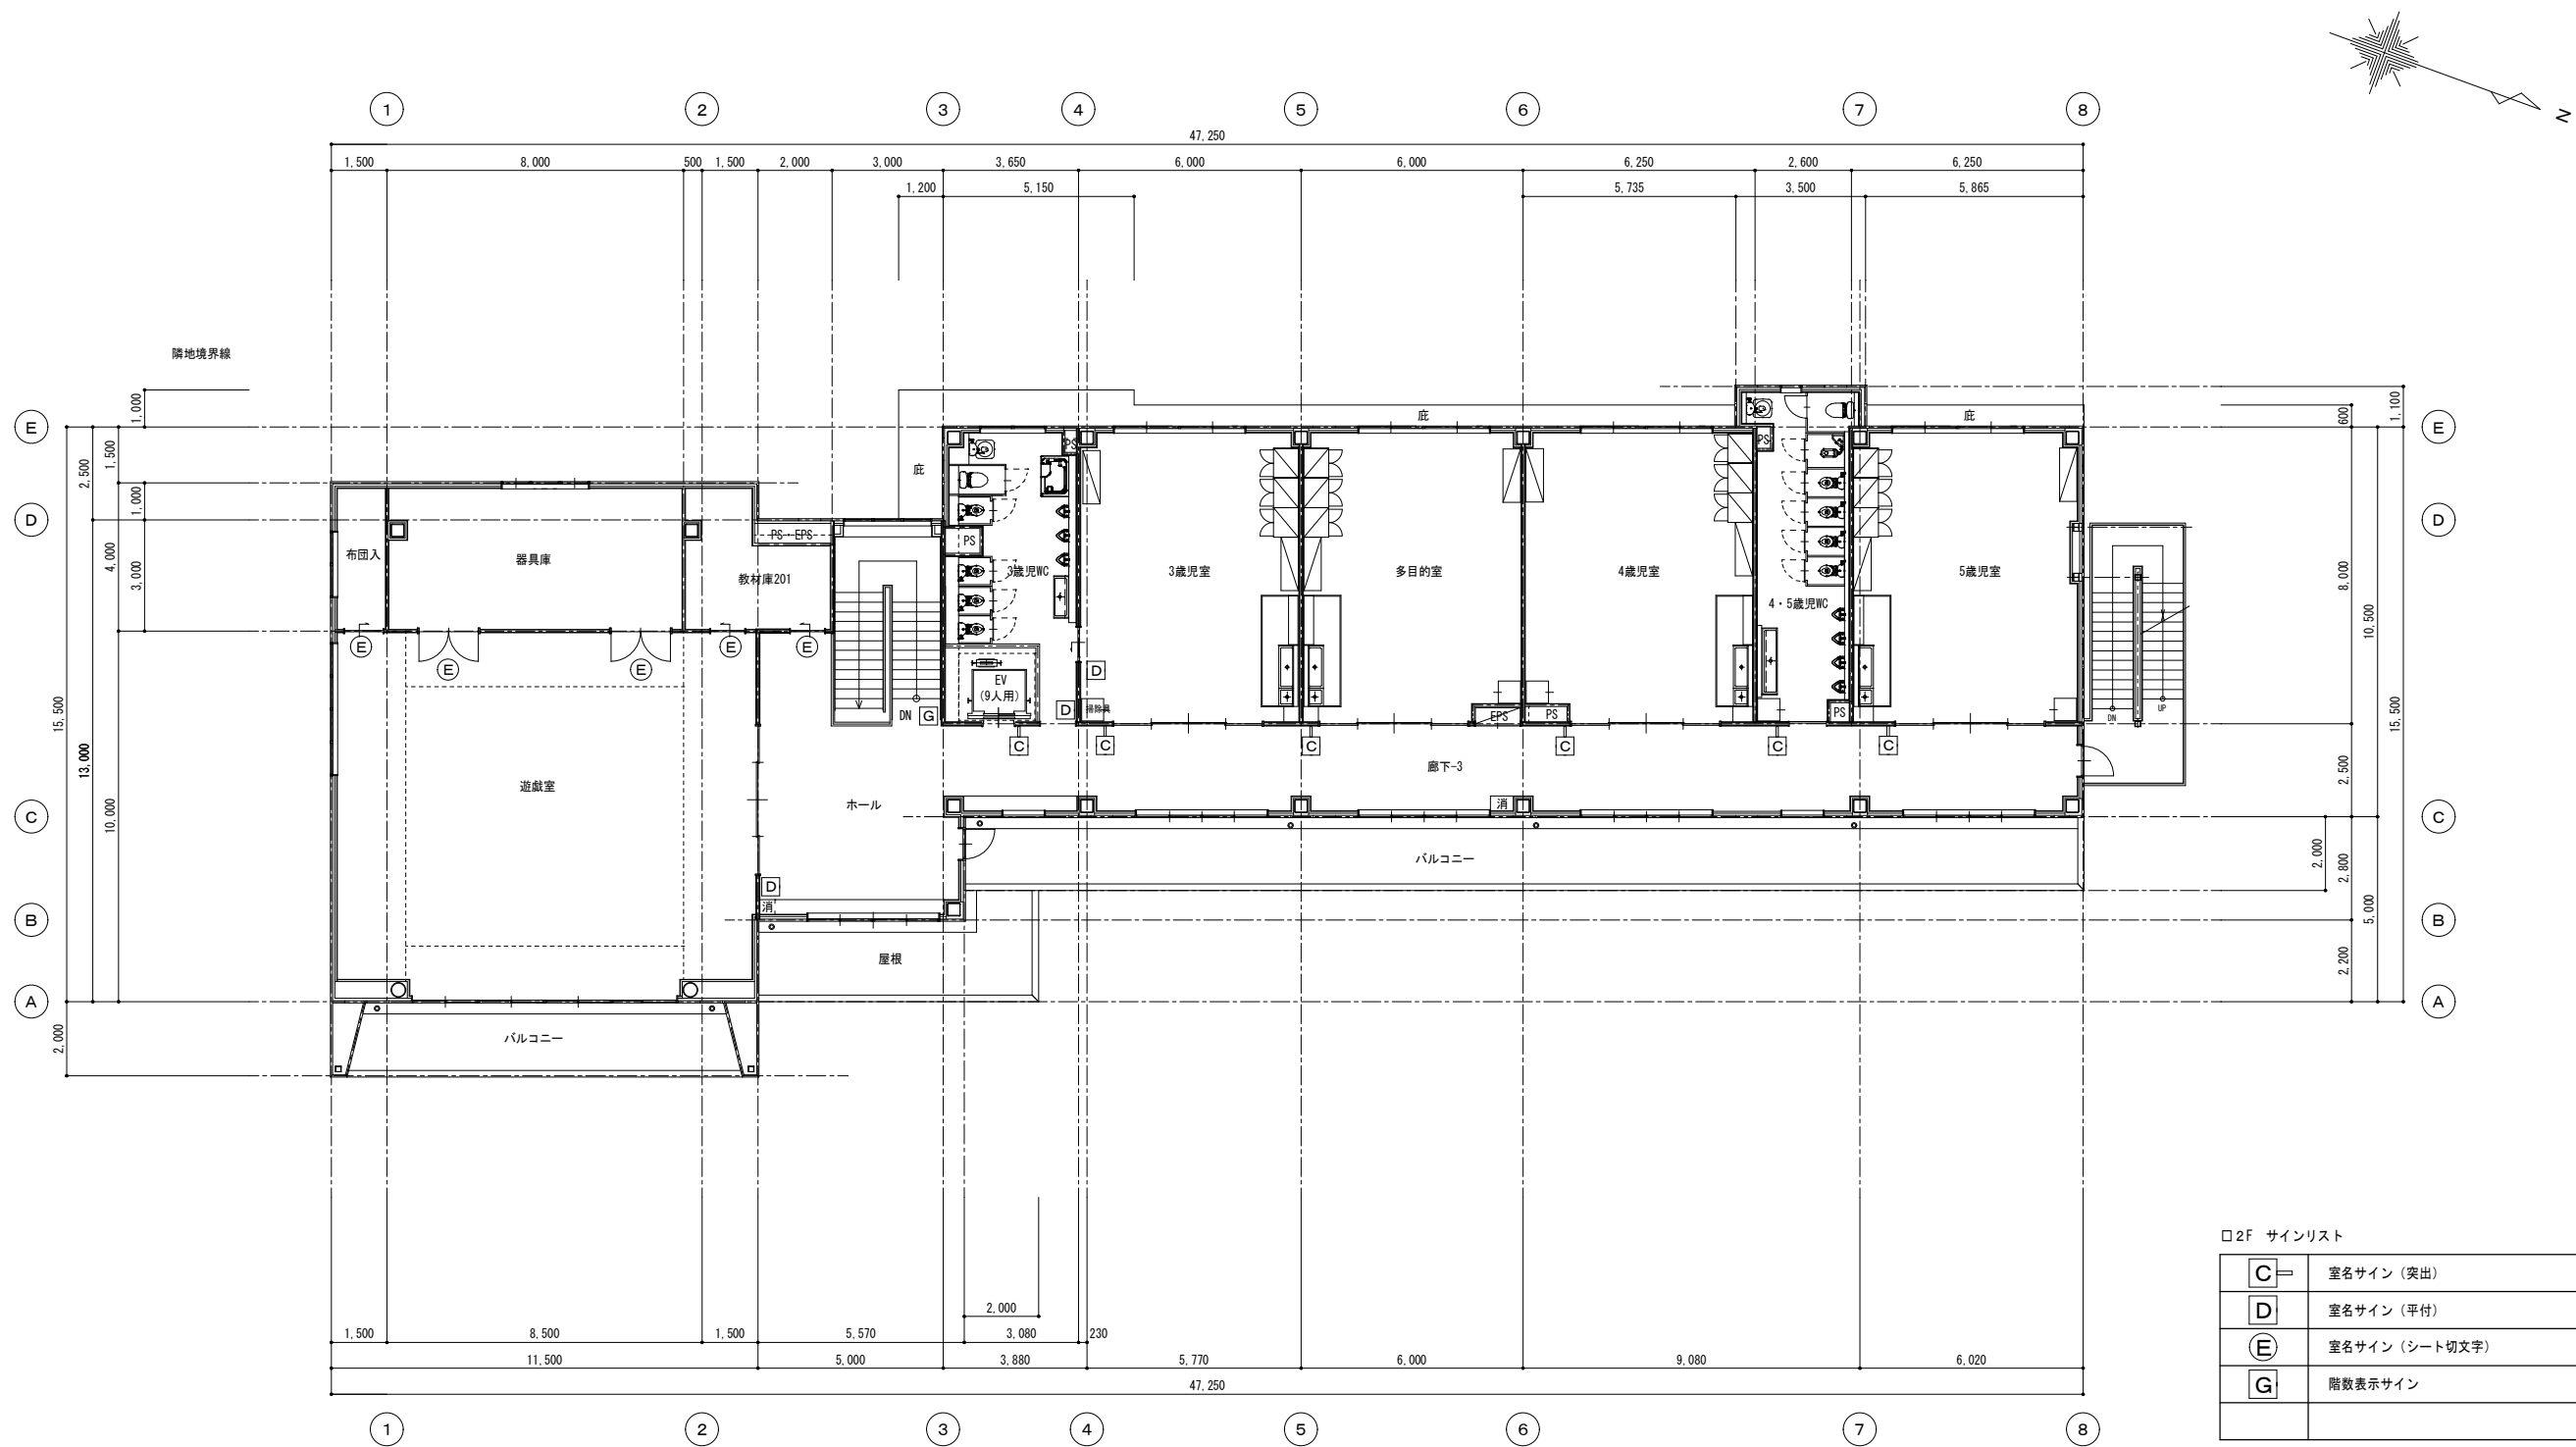 N
1 2 3 4 5 6 7 8
47,250
1,500 8,000 500 1,500 2,000 3,000 3,650 6,000 6,000 6,250 2,600 6,250
1,200 5,150 5,735 3,500 5,865
隣地境界線
1,000
1,500
2,500
1,000
4,000
3,000
15,500
13,000
10,000
2,000
E
D
C
B
A
庇
庇
庇
1,100
600
8,000
10,500
15,500
2,500
2,000
2,800
5,000
2,200
E
D
C
B
A
布団入
器具庫
PS・EPS
教材庫201
PS
PS
3歳児WC
3歳児室
多目的室
4歳児室
PS
4・5歳児WC
5歳児室
E E E E E
EV
(9人用)
D
D
掃除具
DN
G
EPS
PS
PS
DN
UP
C C C C C C
遊戯室
ホール
廊下-3
消
バルコニー
D
消
屋根
バルコニー
2,000
1,500 8,500 1,500 5,570 3,080 230
11,500 5,000 3,880 5,770 6,000 9,080 6,020
47,250
1 2 3 4 5 6 7 8
□2F サインリスト
C 室名サイン（突出）
D 室名サイン（平付）
E 室名サイン（シート切文字）
G 階数表示サイン